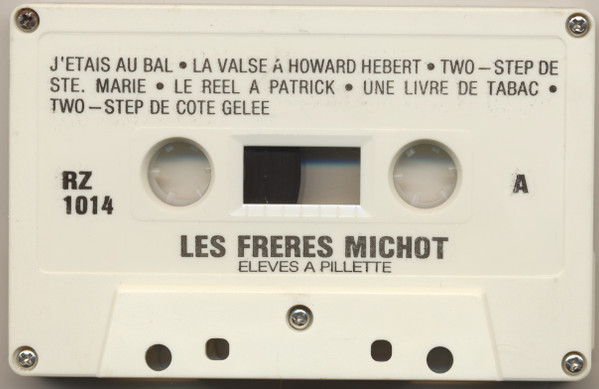 J'ETAIS AU BAL • LA VALSE A HOWARD HEBERT • TWO-STEP DE
STE. MARIE • LE REEL A PATRICK • UNE LIVRE DE TABAC •
TWO-STEP DE COTE GELEE
RZ
1014
A
LES FRERES MICHOT
ELEVES A PILLETTE